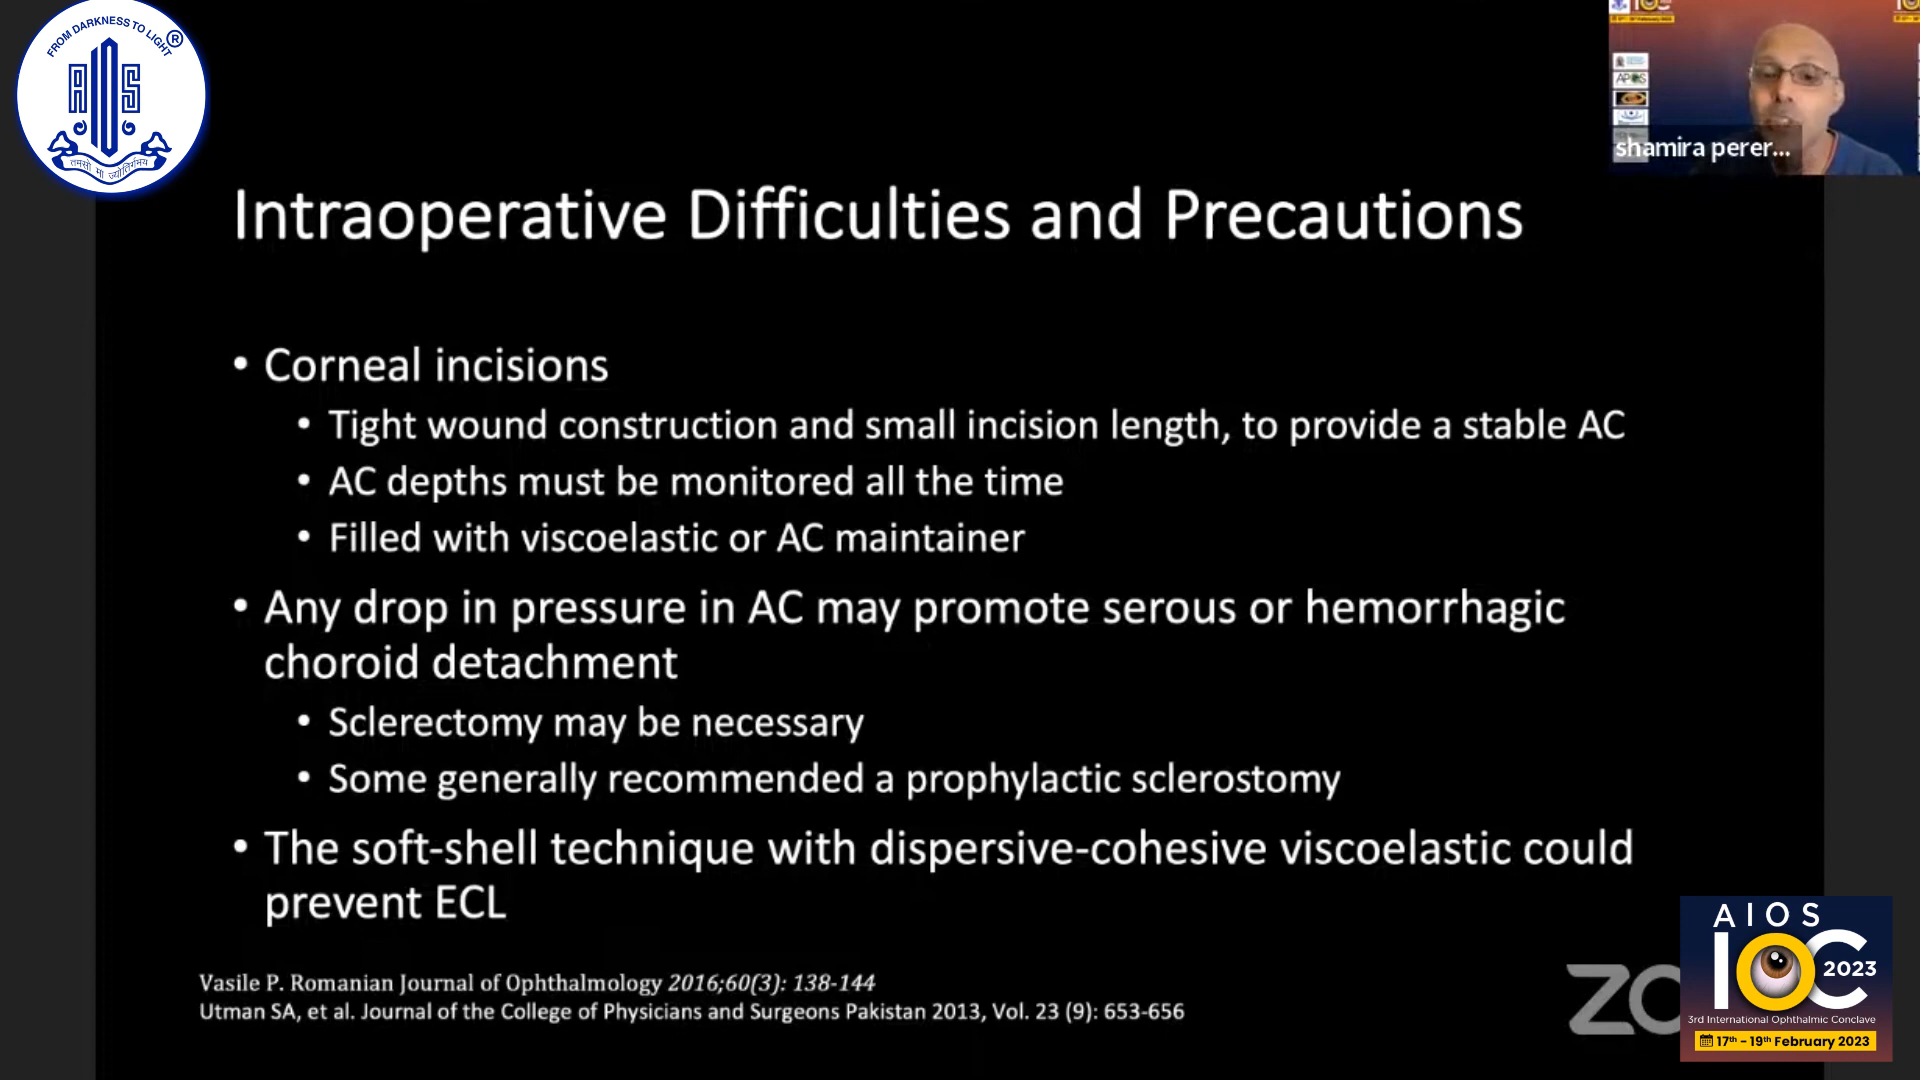 FROM DARKNESS TO LIGHT ®
AIOS
तमसो मा ज्योतिर्गमय
IOC
APOS
shamira perer...
Intraoperative Difficulties and Precautions
• Corneal incisions
• Tight wound construction and small incision length, to provide a stable AC
• AC depths must be monitored all the time
• Filled with viscoelastic or AC maintainer
• Any drop in pressure in AC may promote serous or hemorrhagic
choroid detachment
• Sclerectomy may be necessary
• Some generally recommended a prophylactic sclerostomy
• The soft-shell technique with dispersive-cohesive viscoelastic could
prevent ECL
Vasile P. Romanian Journal of Ophthalmology 2016;60(3): 138-144
Utman SA, et al. Journal of the College of Physicians and Surgeons Pakistan 2013, Vol. 23 (9): 653-656
ZO
AIOS
IOC 2023
3rd International Ophthalmic Conclave
17th - 19th February 2023